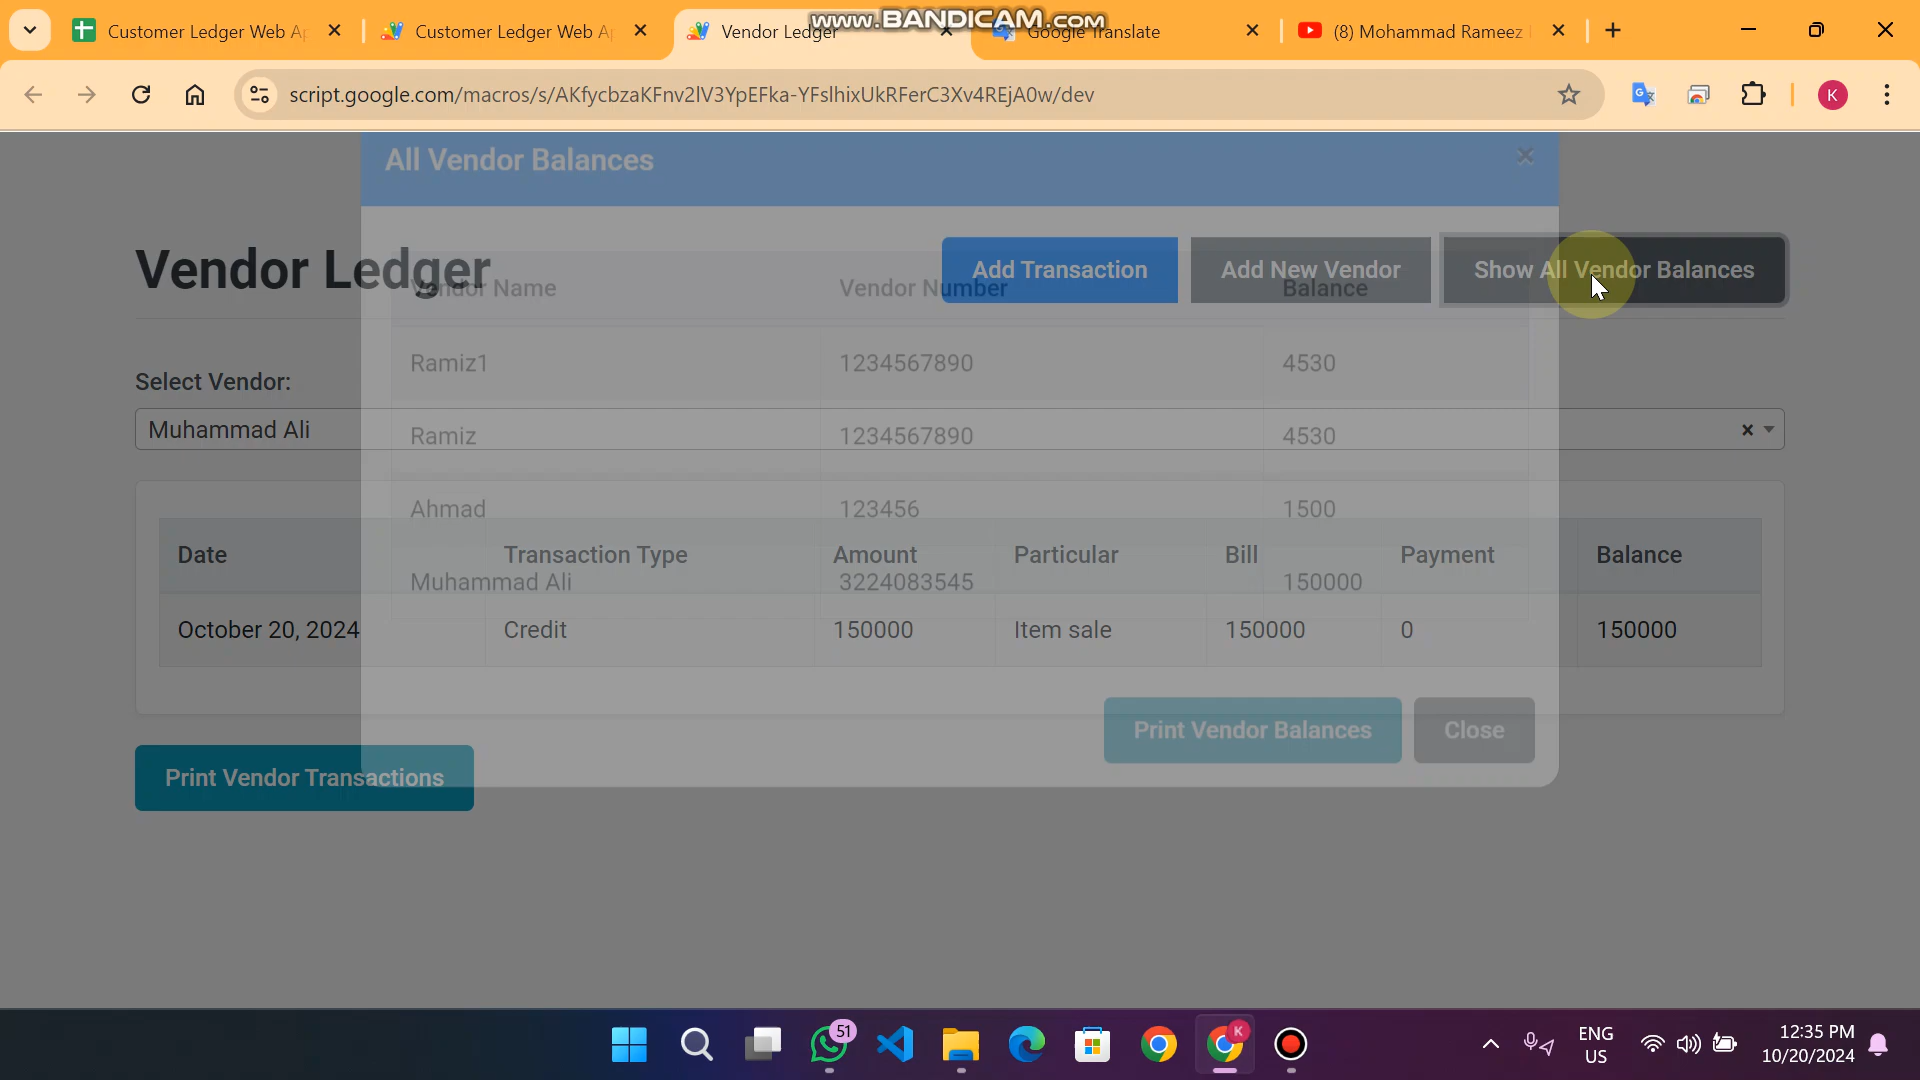 Customer Ledger Web Ap
Customer Ledger Web Ap
Vendor Ledger
Google Translate
(8) Mohammad Rameez
www.BANDICAM.com
script.google.com/macros/s/AKfycbzaKFnv2lV3YpEFka-YFslhixUkRFerC3Xv4REjA0w/dev
K
All Vendor Balances
×
Vendor Ledger
Add Transaction
Add New Vendor
Show All Vendor Balances
Vendor Name Vendor Number Balance
Ramiz1 1234567890 4530
Select Vendor:
Muhammad Ali
Ramiz 1234567890 4530
Ahmad 123456 1500
Date Transaction Type Amount Particular Bill Payment Balance
Muhammad Ali 3224083545 150000
October 20, 2024 Credit 150000 Item sale 150000 0 150000
Print Vendor Balances
Close
Print Vendor Transactions
51
K
ENG
US
12:35 PM
10/20/2024